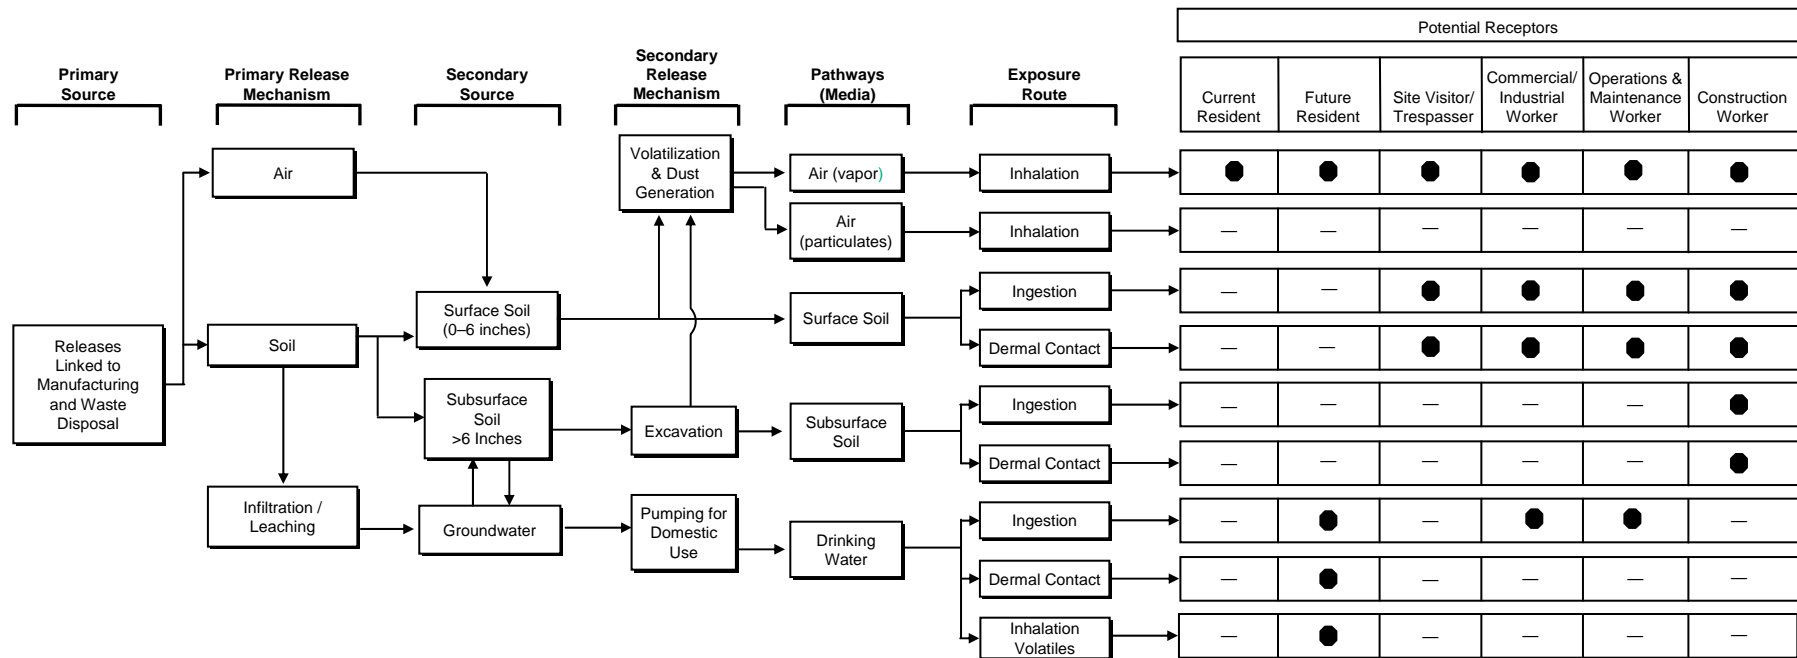 Potential Receptors
Primary
Source
Primary Release
Mechanism
Secondary
Source
Secondary
Release
Mechanism
Pathways
(Media)
Exposure
Route
Current
Resident
Future
Resident
Site Visitor/
Trespasser
Commercial/
Industrial
Worker
Operations &
Maintenance
Worker
Construction
Worker
Releases
Linked to
Manufacturing
and Waste
Disposal
Air
Soil
Infiltration /
Leaching
Surface Soil
(0–6 inches)
Subsurface
Soil
>6 Inches
Groundwater
Volatilization
& Dust
Generation
Excavation
Pumping for
Domestic
Use
Air (vapor)
Air
(particulates)
Surface Soil
Subsurface
Soil
Drinking
Water
Inhalation
Inhalation
— — — — — —
Ingestion
— —
Dermal Contact
— —
Ingestion
— — — — —
Dermal Contact
— — — — —
Ingestion
— — —
Dermal Contact
— — — — —
Inhalation
Volatiles
— — — — —